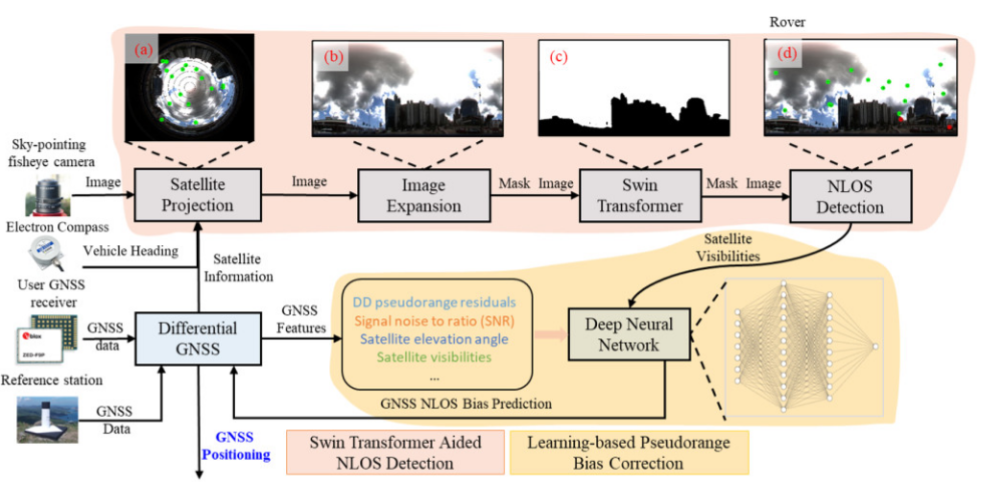 Rover
(a)
(b)
(c)
(d)
Sky-pointing
fisheye camera
Image
Satellite
Projection
Image
Image
Expansion
Mask Image
Swin
Transformer
Mask Image
NLOS
Detection
Electron Compass
Vehicle Heading
Satellite
Information
Satellite
Visibilities
User GNSS
receiver
GNSS
data
Differential
GNSS
GNSS
Features
DD pseudorange residuals
Signal noise to ratio (SNR)
Satellite elevation angle
Satellite visibilities
...
Deep Neural
Network
Reference station
GNSS
Data
GNSS NLOS Bias Prediction
GNSS
Positioning
Swin Transformer Aided
NLOS Detection
Learning-based Pseudorange
Bias Correction